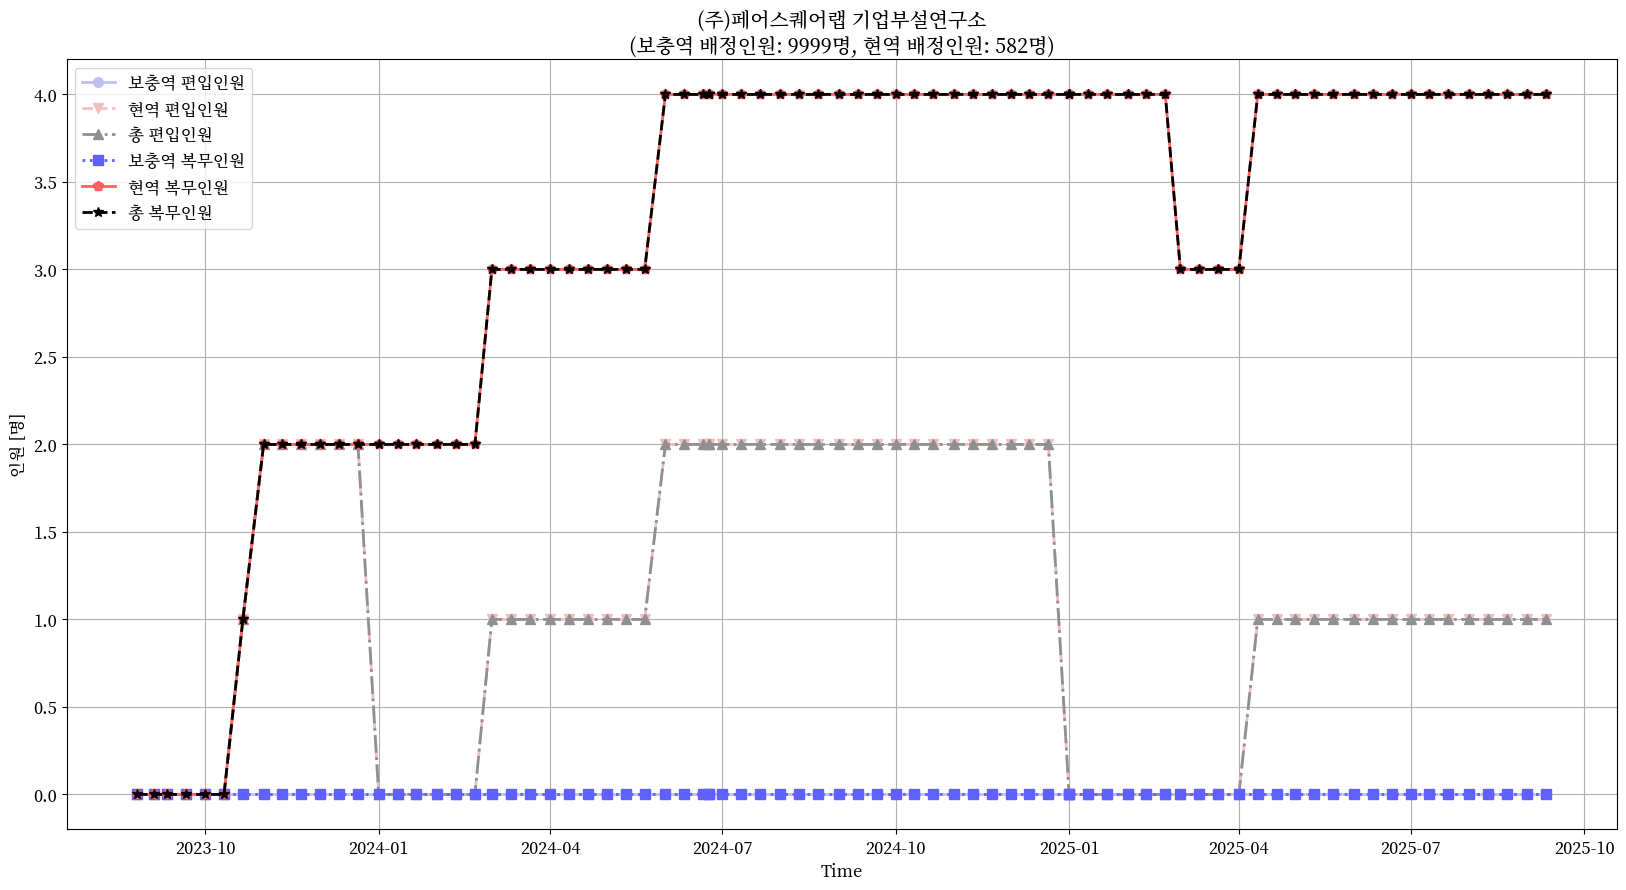 (주)페어스퀘어랩 기업부설연구소
(보충역 배정인원: 9999명, 현역 배정인원: 582명)
보충역 편입인원
현역 편입인원
총 편입인원
보충역 복무인원
현역 복무인원
총 복무인원
4.0
3.5
3.0
2.5
2.0
1.5
1.0
0.5
0.0
인원 [명]
2023-10
2024-01
2024-04
2024-07
2024-10
2025-01
2025-04
2025-07
2025-10
Time